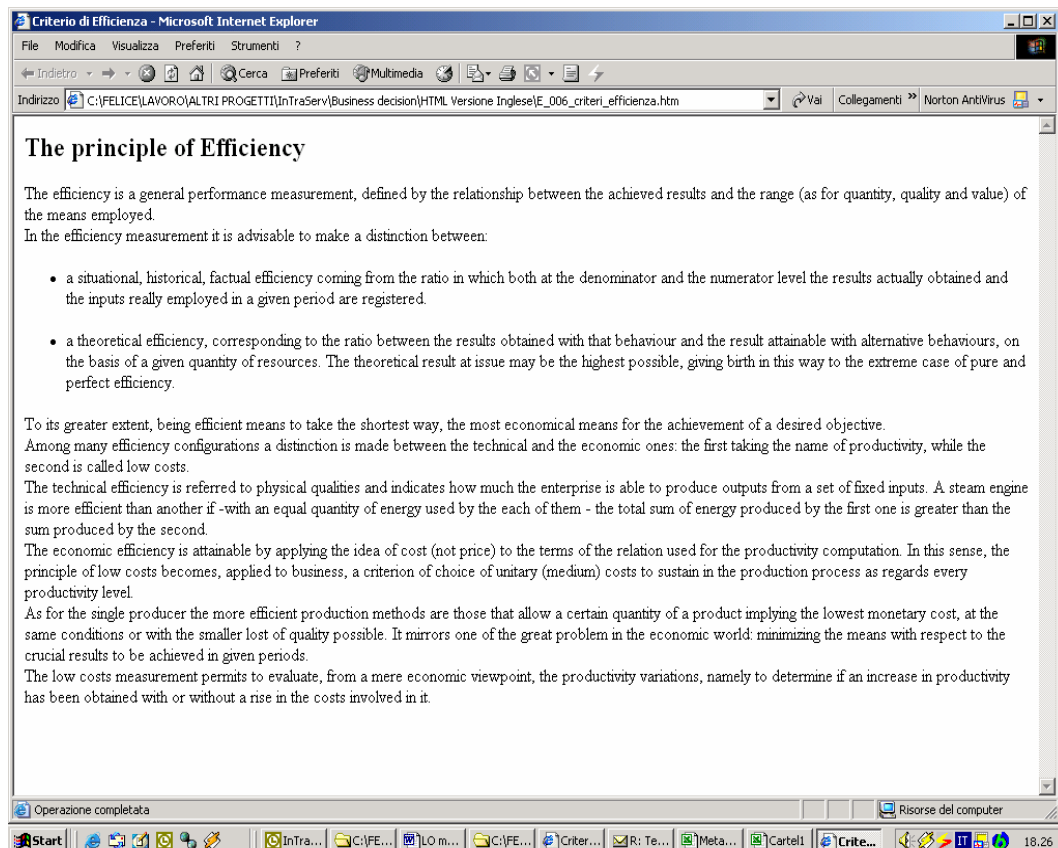 Criterio di Efficienza - Microsoft Internet Explorer
File Modifica Visualizza Preferiti Strumenti ?
Indietro Cerca Preferiti Multimedia
Indirizzo C:\FELICE\LAVORO\ALTRI PROGETTI\InTraServ\Business decision\HTML Versione Inglese\E_006_criteri_efficienza.htm Vai Collegamenti » Norton AntiVirus
The principle of Efficiency
The efficiency is a general performance measurement, defined by the relationship between the achieved results and the range (as for quantity, quality and value) of
the means employed.
In the efficiency measurement it is advisable to make a distinction between:
• a situational, historical, factual efficiency coming from the ratio in which both at the denominator and the numerator level the results actually obtained and
the inputs really employed in a given period are registered.
• a theoretical efficiency, corresponding to the ratio between the results obtained with that behaviour and the result attainable with alternative behaviours, on
the basis of a given quantity of resources. The theoretical result at issue may be the highest possible, giving birth in this way to the extreme case of pure and
perfect efficiency.
To its greater extent, being efficient means to take the shortest way, the most economical means for the achievement of a desired objective.
Among many efficiency configurations a distinction is made between the technical and the economic ones: the first taking the name of productivity, while the
second is called low costs.
The technical efficiency is referred to physical qualities and indicates how much the enterprise is able to produce outputs from a set of fixed inputs. A steam engine
is more efficient than another if -with an equal quantity of energy used by the each of them - the total sum of energy produced by the first one is greater than the
sum produced by the second.
The economic efficiency is attainable by applying the idea of cost (not price) to the terms of the relation used for the productivity computation. In this sense, the
principle of low costs becomes, applied to business, a criterion of choice of unitary (medium) costs to sustain in the production process as regards every
productivity level.
As for the single producer the more efficient production methods are those that allow a certain quantity of a product implying the lowest monetary cost, at the
same conditions or with the smaller lost of quality possible. It mirrors one of the great problem in the economic world: minimizing the means with respect to the
crucial results to be achieved in given periods.
The low costs measurement permits to evaluate, from a mere economic viewpoint, the productivity variations, namely to determine if an increase in productivity
has been obtained with or without a rise in the costs involved in it.
Operazione completata Risorse del computer
Start InTra... C:\FE... LO m... C:\FE... Criter... R: Te... Meta... Cartel1 Crite... IT 18.26